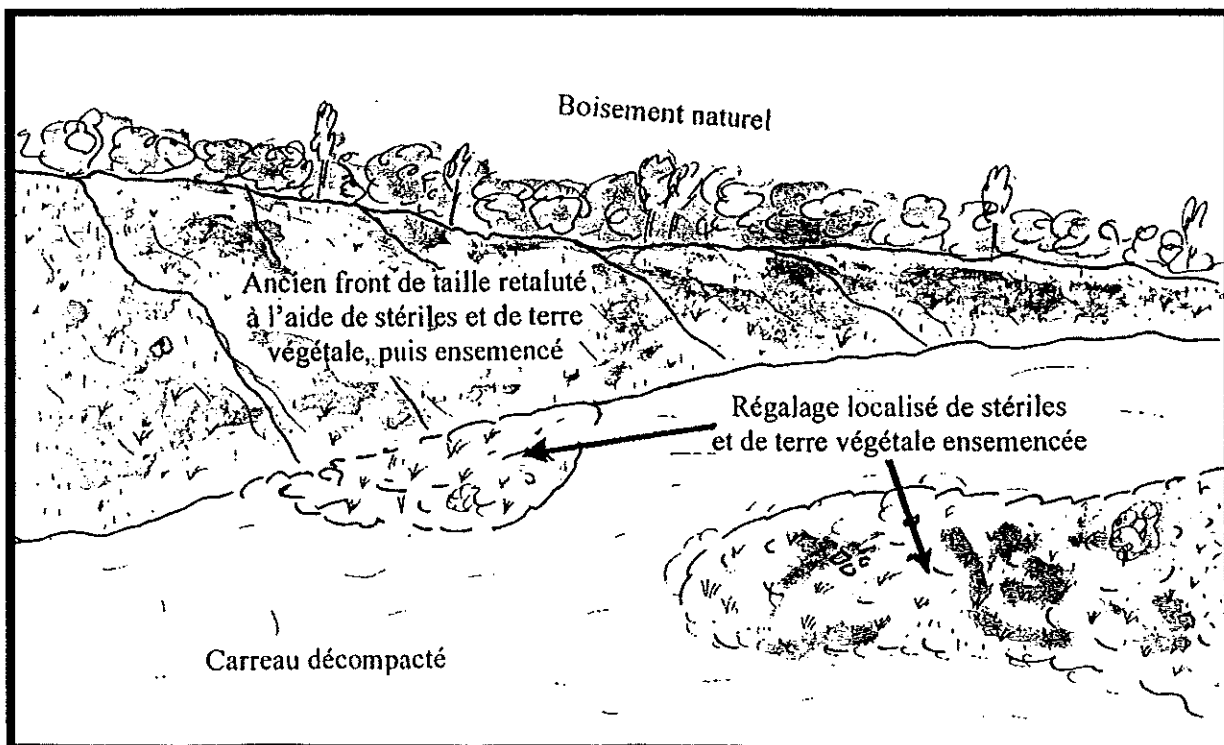 Boisement naturel
Ancien front de taille retaluté
à l'aide de stériles et de terre
végétale, puis ensemencé
Régalage localisé de stériles
et de terre végétale ensemencée
Carreau décompacté